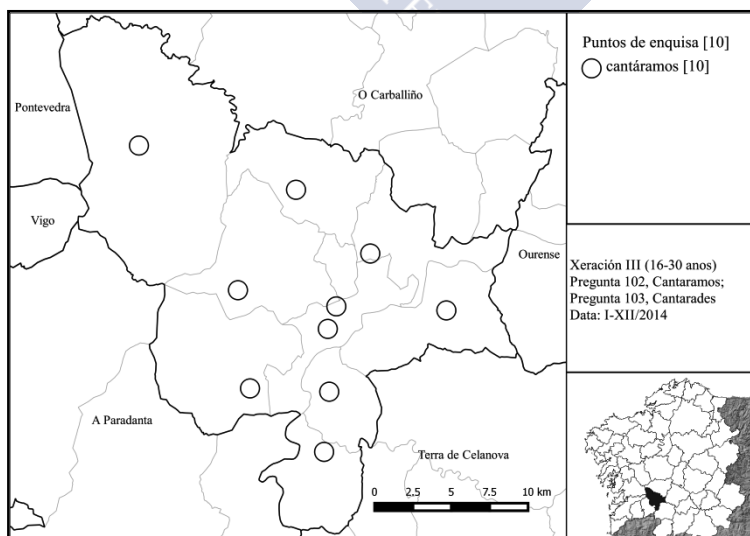 Puntos de enquisa [10]
cantáramos [10]
O Carballiño
Pontevedra
Vigo
Ourense
Xeración III (16-30 anos)
Pregunta 102, Cantaramos;
Pregunta 103, Cantarades
Data: I-XII/2014
A Paradanta
Terra de Celanova
0 2.5 5 7.5 10 km